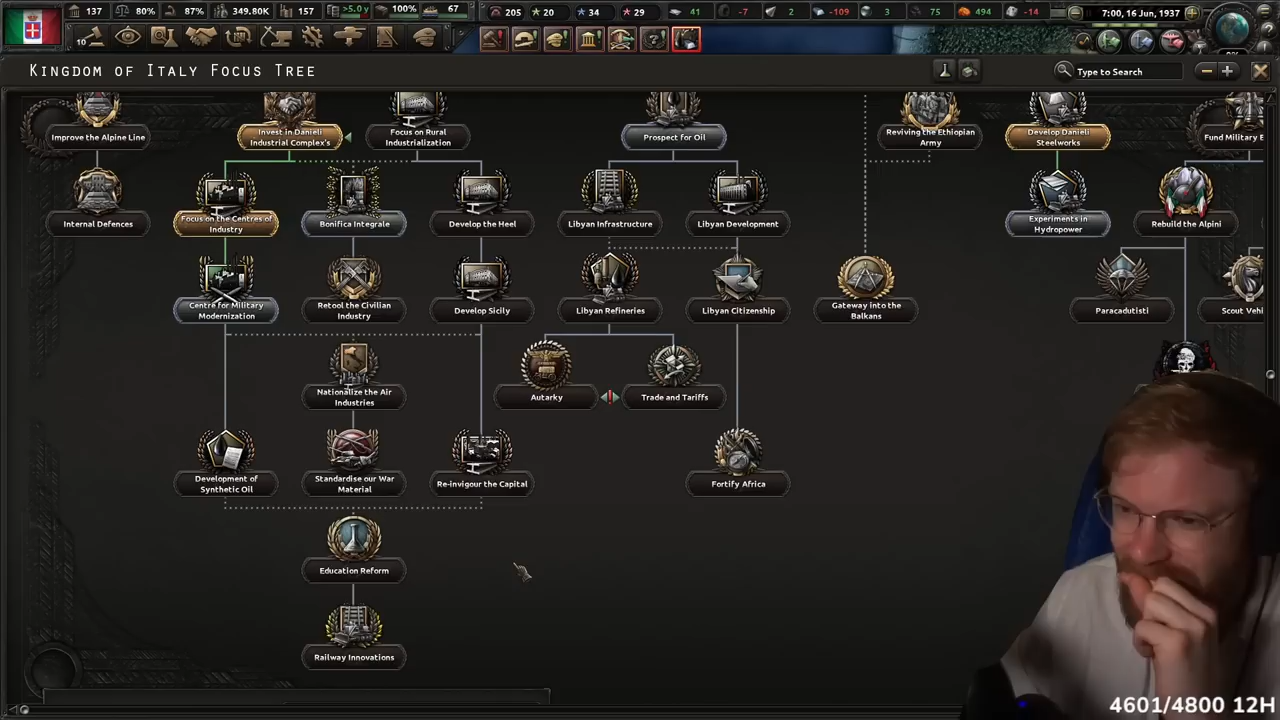 137 80% 87% 349.80K 157 >5.0 y 100% 67 205 20 34 29 41 -7 2 -109 3 75 494 -14 7:00, 16 Jun, 1937
10
Kingdom of Italy Focus Tree
Type to Search
Improve the Alpine Line
Invest in Danieli
Industrial Complex's
Focus on Rural
Industrialization
Prospect for Oil
Reviving the Ethiopian
Army
Develop Danieli
Steelworks
Fund Military E
Internal Defences
Focus on the Centres of
Industry
Bonifica Integrale
Develop the Heel
Libyan Infrastructure
Libyan Development
Experiments in
Hydropower
Rebuild the Alpini
Centre for Military
Modernization
Retool the Civilian
Industry
Develop Sicily
Libyan Refineries
Libyan Citizenship
Gateway into the
Balkans
Paracadutisti
Scout Vehi
Nationalize the Air
Industries
Autarky
Trade and Tariffs
Development of
Synthetic Oil
Standardise our War
Material
Re-invigour the Capital
Fortify Africa
Education Reform
Railway Innovations
4601/4800 12H